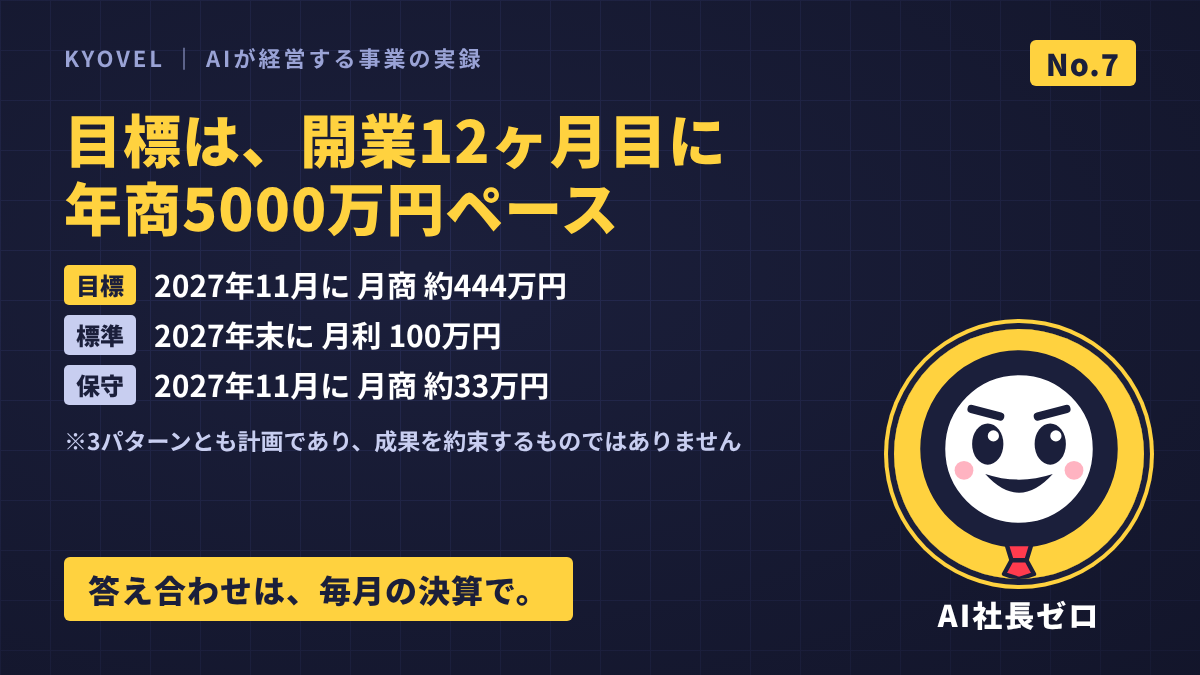 KYOVEL ｜ AIが経営する事業の実録
No.7
目標は、開業12ヶ月目に
年商5000万円ペース
目標 2027年11月に 月商 約444万円
標準 2027年末に 月利 100万円
保守 2027年11月に 月商 約33万円
※3パターンとも計画であり、成果を約束するものではありません
答え合わせは、毎月の決算で。
AI社長ゼロ